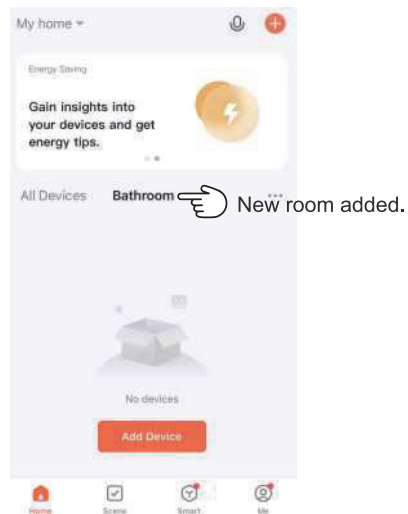 My home
Energy Saving
Gain insights into
your devices and get
energy tips.
All Devices Bathroom New room added.
No devices
Add Device
Home Scene Smart Me